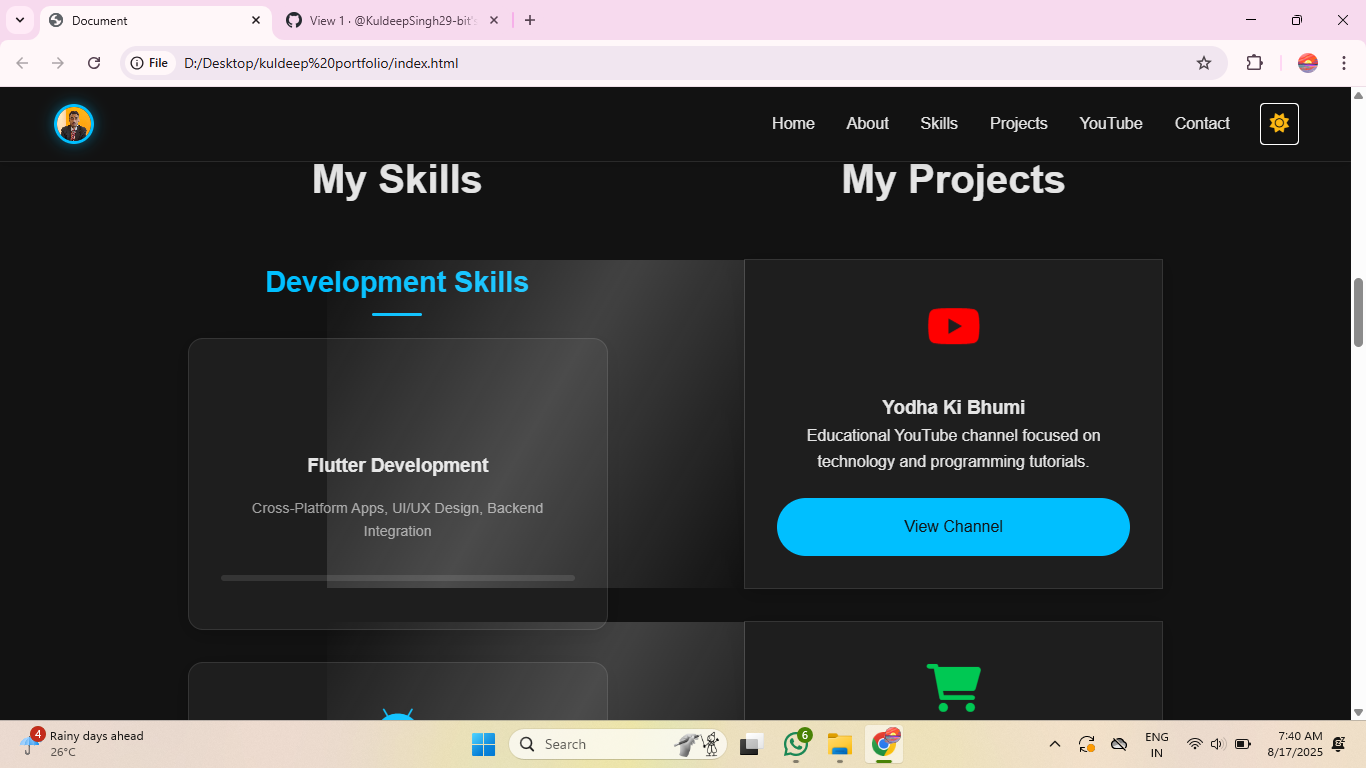 Document
View 1 · @KuldeepSingh29-bit's
File
D:/Desktop/kuldeep%20portfolio/index.html
Home
About
Skills
Projects
YouTube
Contact
My Skills
Development Skills
Flutter Development
Cross-Platform Apps, UI/UX Design, Backend
Integration
My Projects
Yodha Ki Bhumi
Educational YouTube channel focused on
technology and programming tutorials.
View Channel
4
Rainy days ahead
26°C
Search
6
ENG
IN
7:40 AM
8/17/2025